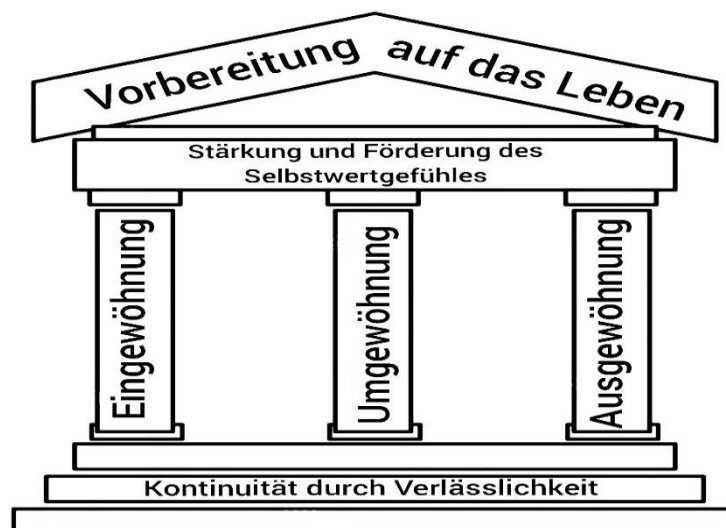 Vorbereitung auf das Leben
Stärkung und Förderung des
Selbstwertgefühles
Eingewöhnung
Umgewöhnung
Ausgewöhnung
Kontinuität durch Verlässlichkeit